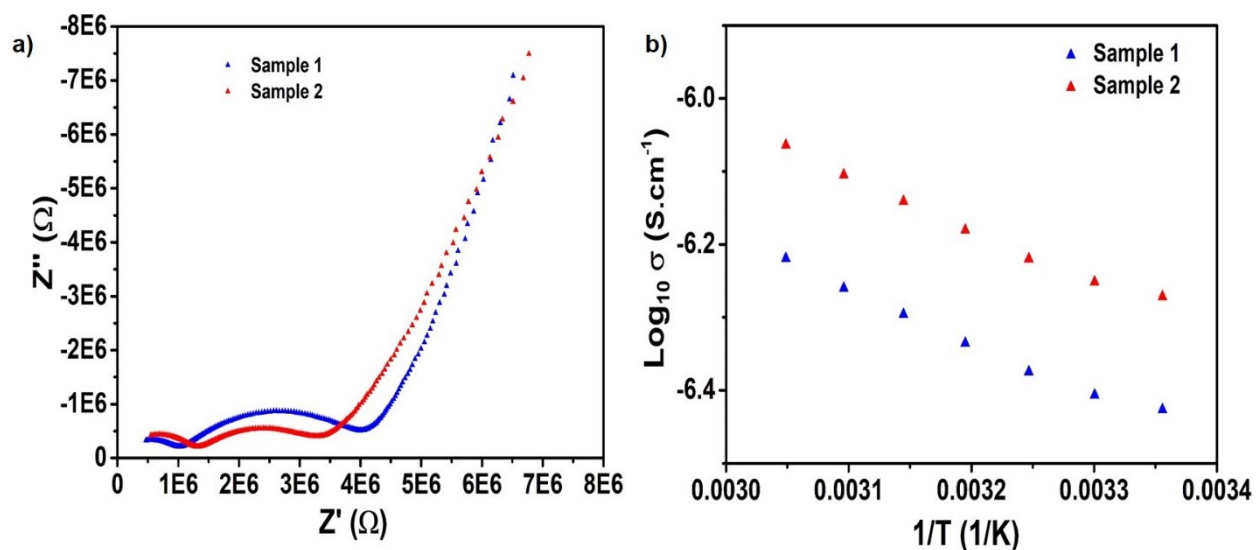 a)
-8E6
-7E6
-6E6
-5E6
-4E6
-3E6
-2E6
-1E6
0
Z'' (Ω)
Sample 1
Sample 2
0 1E6 2E6 3E6 4E6 5E6 6E6 7E6 8E6
Z' (Ω)
b)
Sample 1
Sample 2
-6.0
-6.2
-6.4
Log₁₀ σ (S.cm⁻¹)
0.0030 0.0031 0.0032 0.0033 0.0034
1/T (1/K)